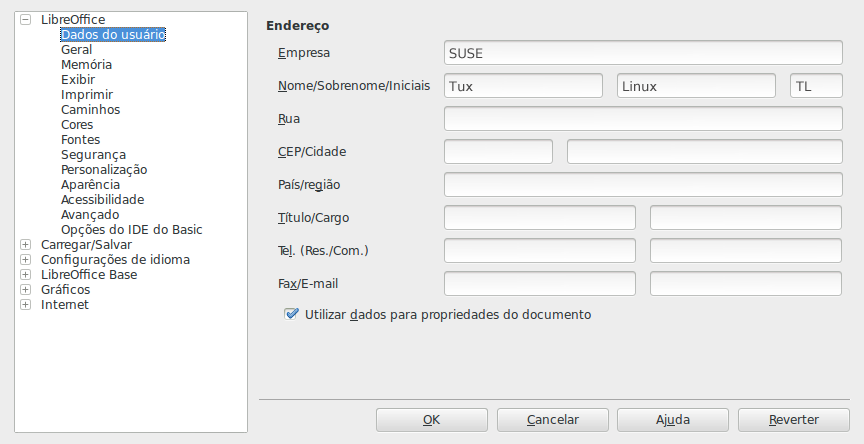 LibreOffice
Dados do usuário
Geral
Memória
Exibir
Imprimir
Caminhos
Cores
Fontes
Segurança
Personalização
Aparência
Acessibilidade
Avançado
Opções do IDE do Basic
Carregar/Salvar
Configurações de idioma
LibreOffice Base
Gráficos
Internet
Endereço
Empresa SUSE
Nome/Sobrenome/Iniciais Tux Linux TL
Rua
CEP/Cidade
País/região
Título/Cargo
Tel. (Res./Com.)
Fax/E-mail
Utilizar dados para propriedades do documento
OK Cancelar Ajuda Reverter